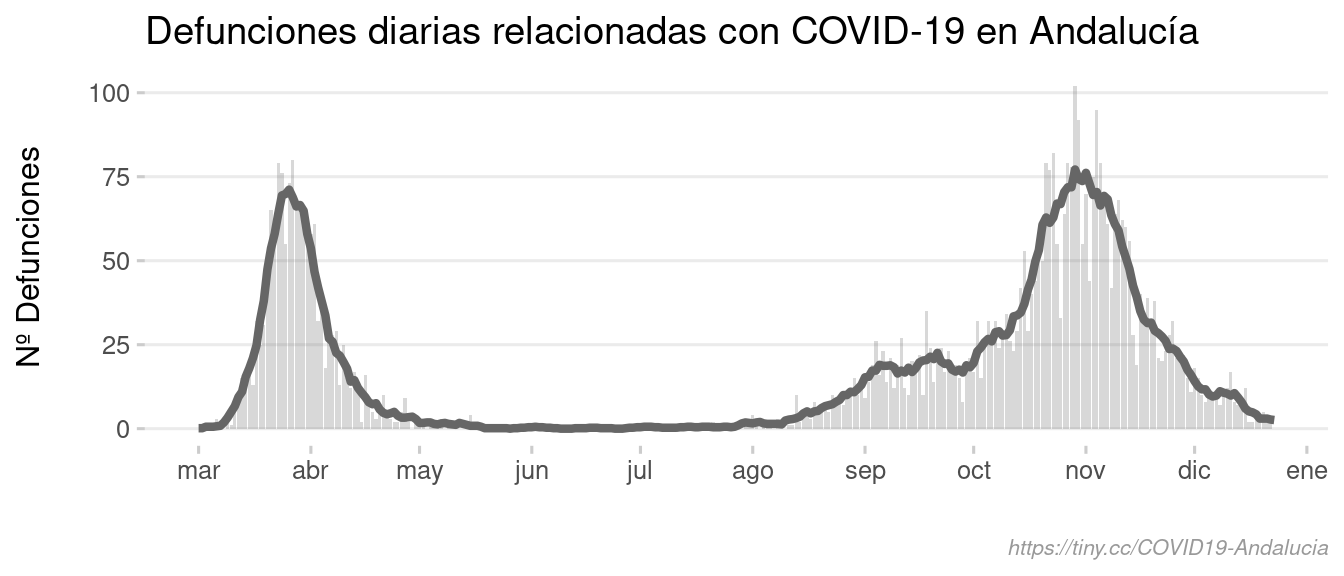 Defunciones diarias relacionadas con COVID-19 en Andalucía
Nº Defunciones
100
75
50
25
0
mar abr may jun jul ago sep oct nov dic ene
https://tiny.cc/COVID19-Andalucia